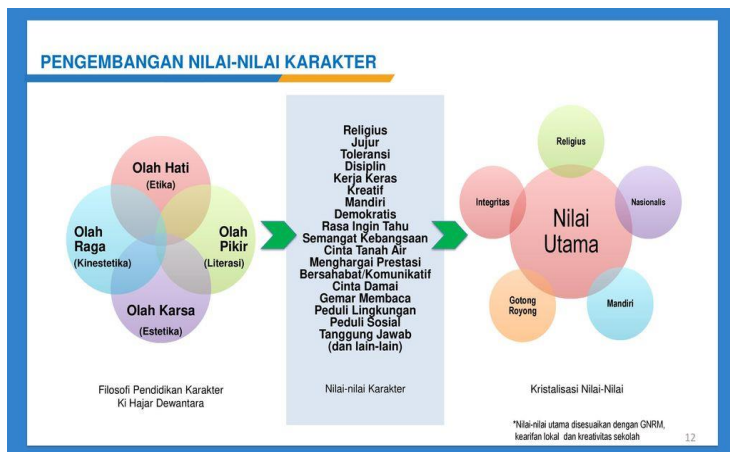 PENGEMBANGAN NILAI-NILAI KARAKTER
Olah Hati
(Etika)
Olah
Raga
(Kinestetika)
Olah
Pikir
(Literasi)
Olah Karsa
(Estetika)
Filosofi Pendidikan Karakter
Ki Hajar Dewantara
Religius
Jujur
Toleransi
Disiplin
Kerja Keras
Kreatif
Mandiri
Demokratis
Rasa Ingin Tahu
Semangat Kebangsaan
Cinta Tanah Air
Menghargai Prestasi
Bersahabat/Komunikatif
Cinta Damai
Gemar Membaca
Peduli Lingkungan
Peduli Sosial
Tanggung Jawab
(dan lain-lain)
Nilai-nilai Karakter
Religius
Integritas
Nasionalis
Nilai
Utama
Gotong
Royong
Mandiri
Kristalisasi Nilai-Nilai
*Nilai-nilai utama disesuaikan dengan GNRM,
kearifan lokal dan kreativitas sekolah
12